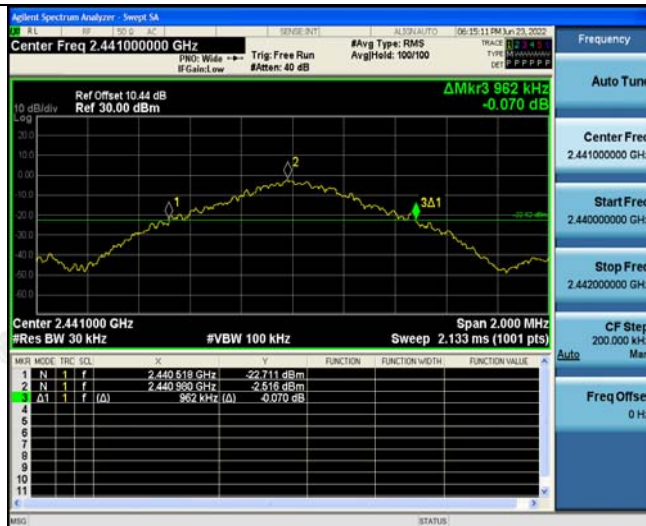 Agilent Spectrum Analyzer - Swept SA
RL RF 50 Ω AC SENSE:INT ALIGN AUTO 06:15:11 PM Jun 23, 2022
Center Freq 2.441000000 GHz
#Avg Type: RMS
Avg|Hold: 100/100
PNO: Wide
IFGain:Low
Trig: Free Run
#Atten: 40 dB
TRACE 1 2 3 4 5 6
TYPE
DET P P P P P P
ΔMkr3 962 kHz
-0.070 dB
Ref Offset 10.44 dB
10 dB/div Ref 30.00 dBm
Log
20.0
10.0
0.00
-10.0
-20.0
-30.0
-40.0
-50.0
-60.0
1
2
3Δ1
Center 2.441000 GHz Span 2.000 MHz
#Res BW 30 kHz #VBW 100 kHz Sweep 2.133 ms (1001 pts)
MKR MODE TRC SCL X Y FUNCTION FUNCTION WIDTH FUNCTION VALUE
1 N 1 f 2.440 518 GHz -22.711 dBm
2 N 1 f 2.440 980 GHz -2.516 dBm
3 Δ1 1 f (Δ) 962 kHz (Δ) -0.070 dB
4
5
6
7
8
9
10
11
MSG STATUS
Frequency
Auto Tune
Center Freq
2.441000000 GHz
Start Freq
2.440000000 GHz
Stop Freq
2.442000000 GHz
CF Step
200.000 kHz
Auto Man
Freq Offset
0 Hz